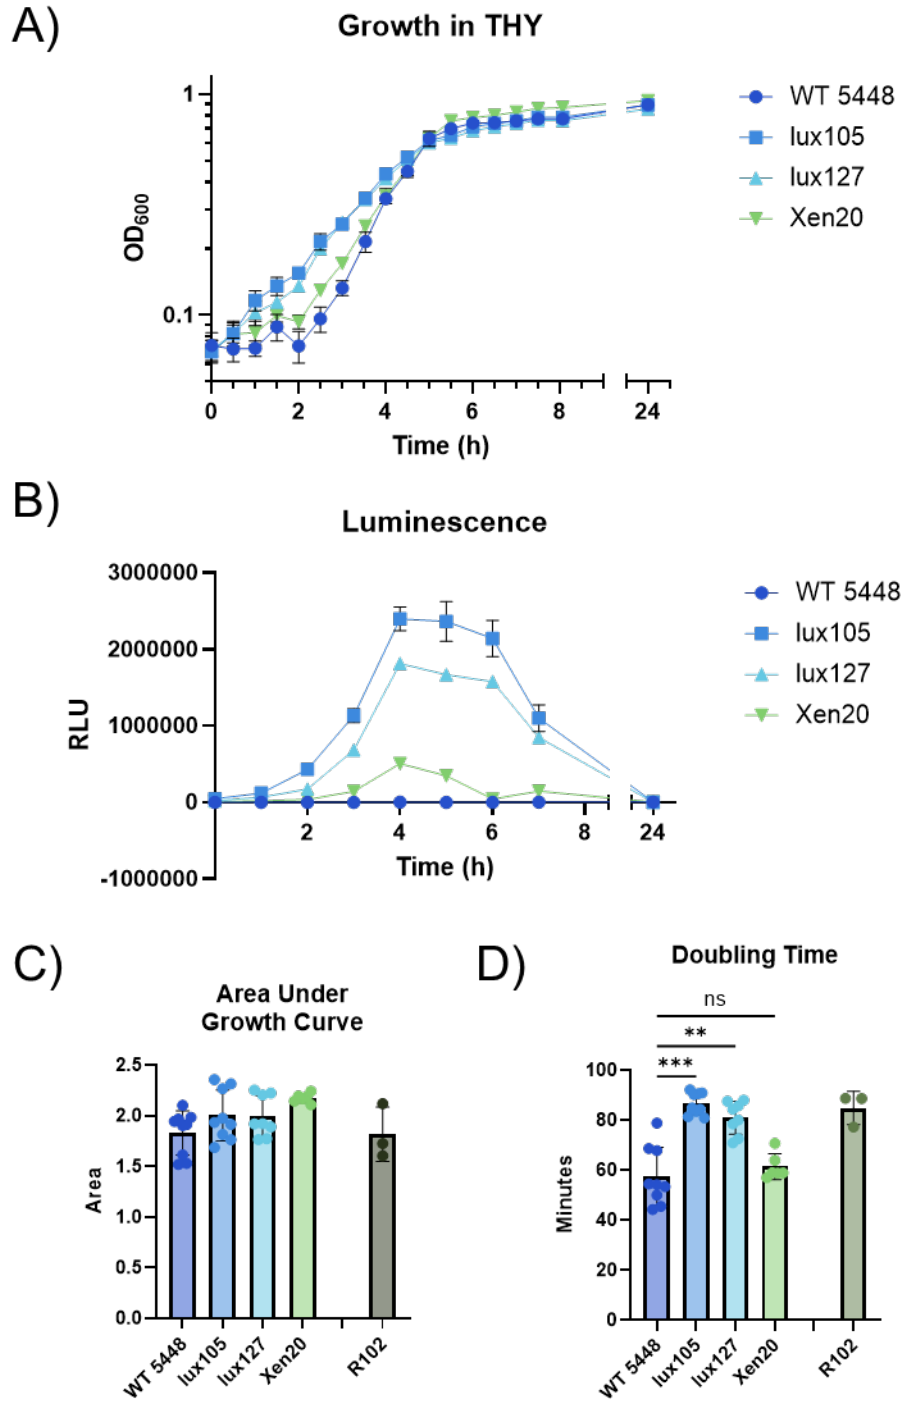 A)
Growth in THY
1
0.1
OD600
0 2 4 6 8 24
Time (h)
WT 5448
lux105
lux127
Xen20
B)
Luminescence
3000000
2000000
1000000
0
-1000000
RLU
2 4 6 8 24
Time (h)
WT 5448
lux105
lux127
Xen20
C)
Area Under
Growth Curve
2.5
2.0
1.5
1.0
0.5
0.0
Area
WT 5448 lux105 lux127 Xen20 R102
D)
Doubling Time
ns
**
***
100
80
60
40
20
0
Minutes
WT 5448 lux105 lux127 Xen20 R102